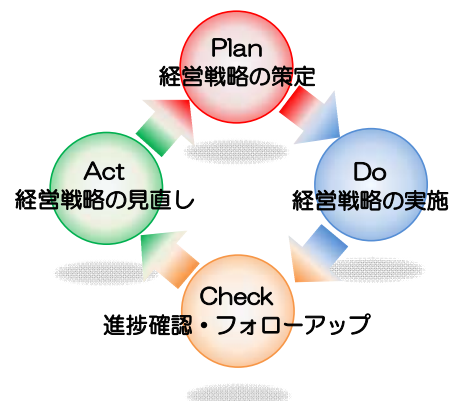 Plan
経営戦略の策定
Do
経営戦略の実施
Check
進捗確認・フォローアップ
Act
経営戦略の見直し